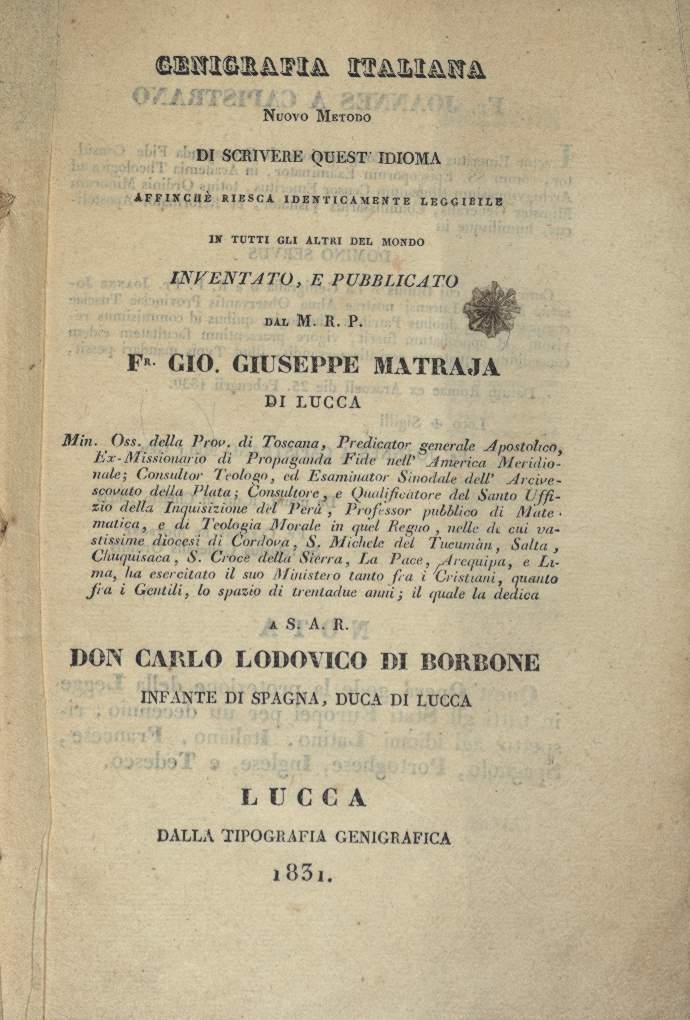 GENIGRAFIA ITALIANA
Nuovo Metodo
DI SCRIVERE QUEST' IDIOMA
AFFINCHÈ RIESCA IDENTICAMENTE LEGGIBILE
IN TUTTI GLI ALTRI DEL MONDO
INVENTATO, E PUBBLICATO
DAL M. R. P.
Fr. GIO. GIUSEPPE MATRAJA
DI LUCCA
Min. Oss. della Prov. di Toscana, Predicator generale Apostolico,
Ex-Missionario di Propaganda Fide nell' America Meridio-
nale; Consultor Teologo, ed Esaminator Sinodale dell' Arcive-
scovato della Plata; Consultore, e Qualificatore del Santo Uffi-
zio della Inquisizione del Perù, Professor pubblico di Mate-
matica, e di Teologia Morale in quel Regno, nelle di cui va-
stissime diocesi di Cordova, S. Michele del Tucumàn, Salta,
Chuquisaca, S. Croce della Sierra, La Pace, Arequipa, e Li-
ma, ha esercitato il suo Ministero tanto fra i Cristiani, quanto
fra i Gentili, lo spazio di trentadue anni; il quale la dedica
A S. A. R.
DON CARLO LODOVICO DI BORBONE
INFANTE DI SPAGNA, DUCA DI LUCCA
LUCCA
DALLA TIPOGRAFIA GENIGRAFICA
1831.